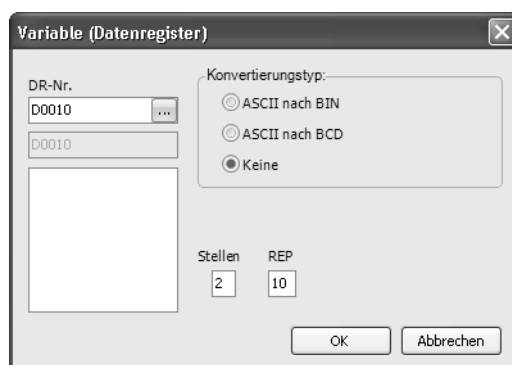 Variable (Datenregister)
DR-Nr.
D0010
...
D0010
Konvertierungstyp:
ASCII nach BIN
ASCII nach BCD
Keine
Stellen
REP
2
10
OK
Abbrechen